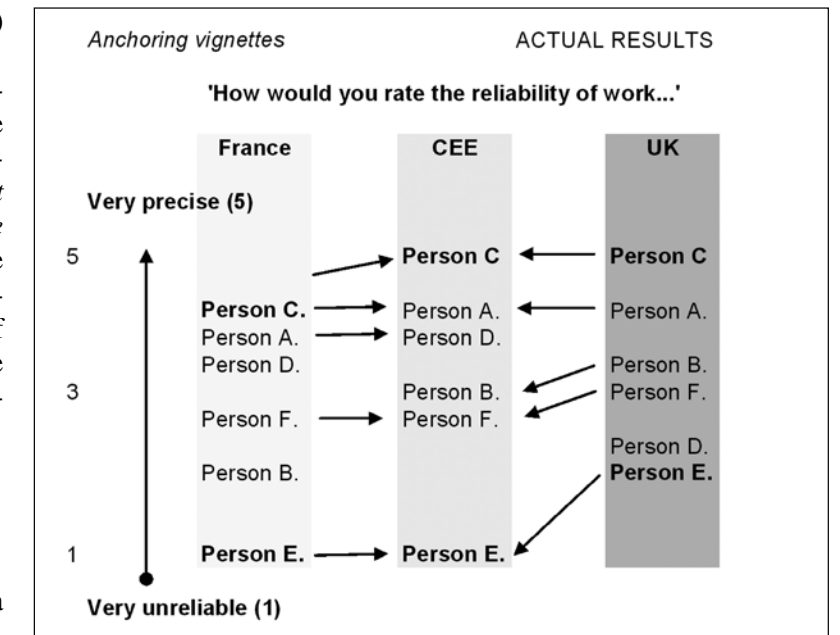 Anchoring vignettes ACTUAL RESULTS
'How would you rate the reliability of work...'
France CEE UK
Very precise (5)
5 Person C Person C
Person C. Person A. Person A.
Person A. Person D.
Person D. Person B.
3 Person B. Person F.
Person F. Person F.
Person D.
Person B. Person E.
1 Person E. Person E.
Very unreliable (1)